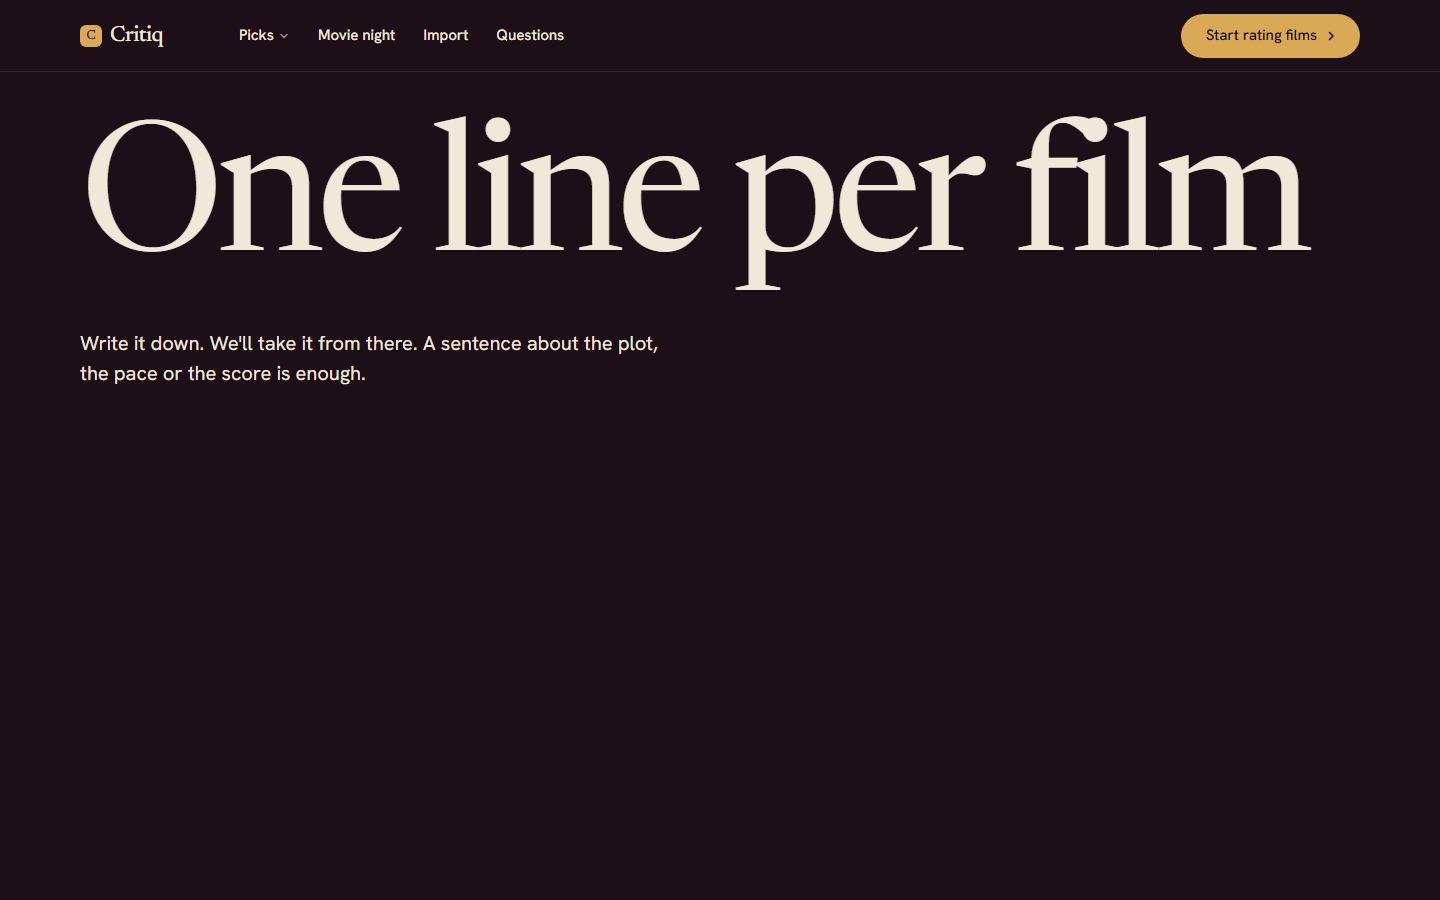 C Critiq
Picks
Movie night
Import
Questions
Start rating films
One line per film
Write it down. We'll take it from there. A sentence about the plot,
the pace or the score is enough.